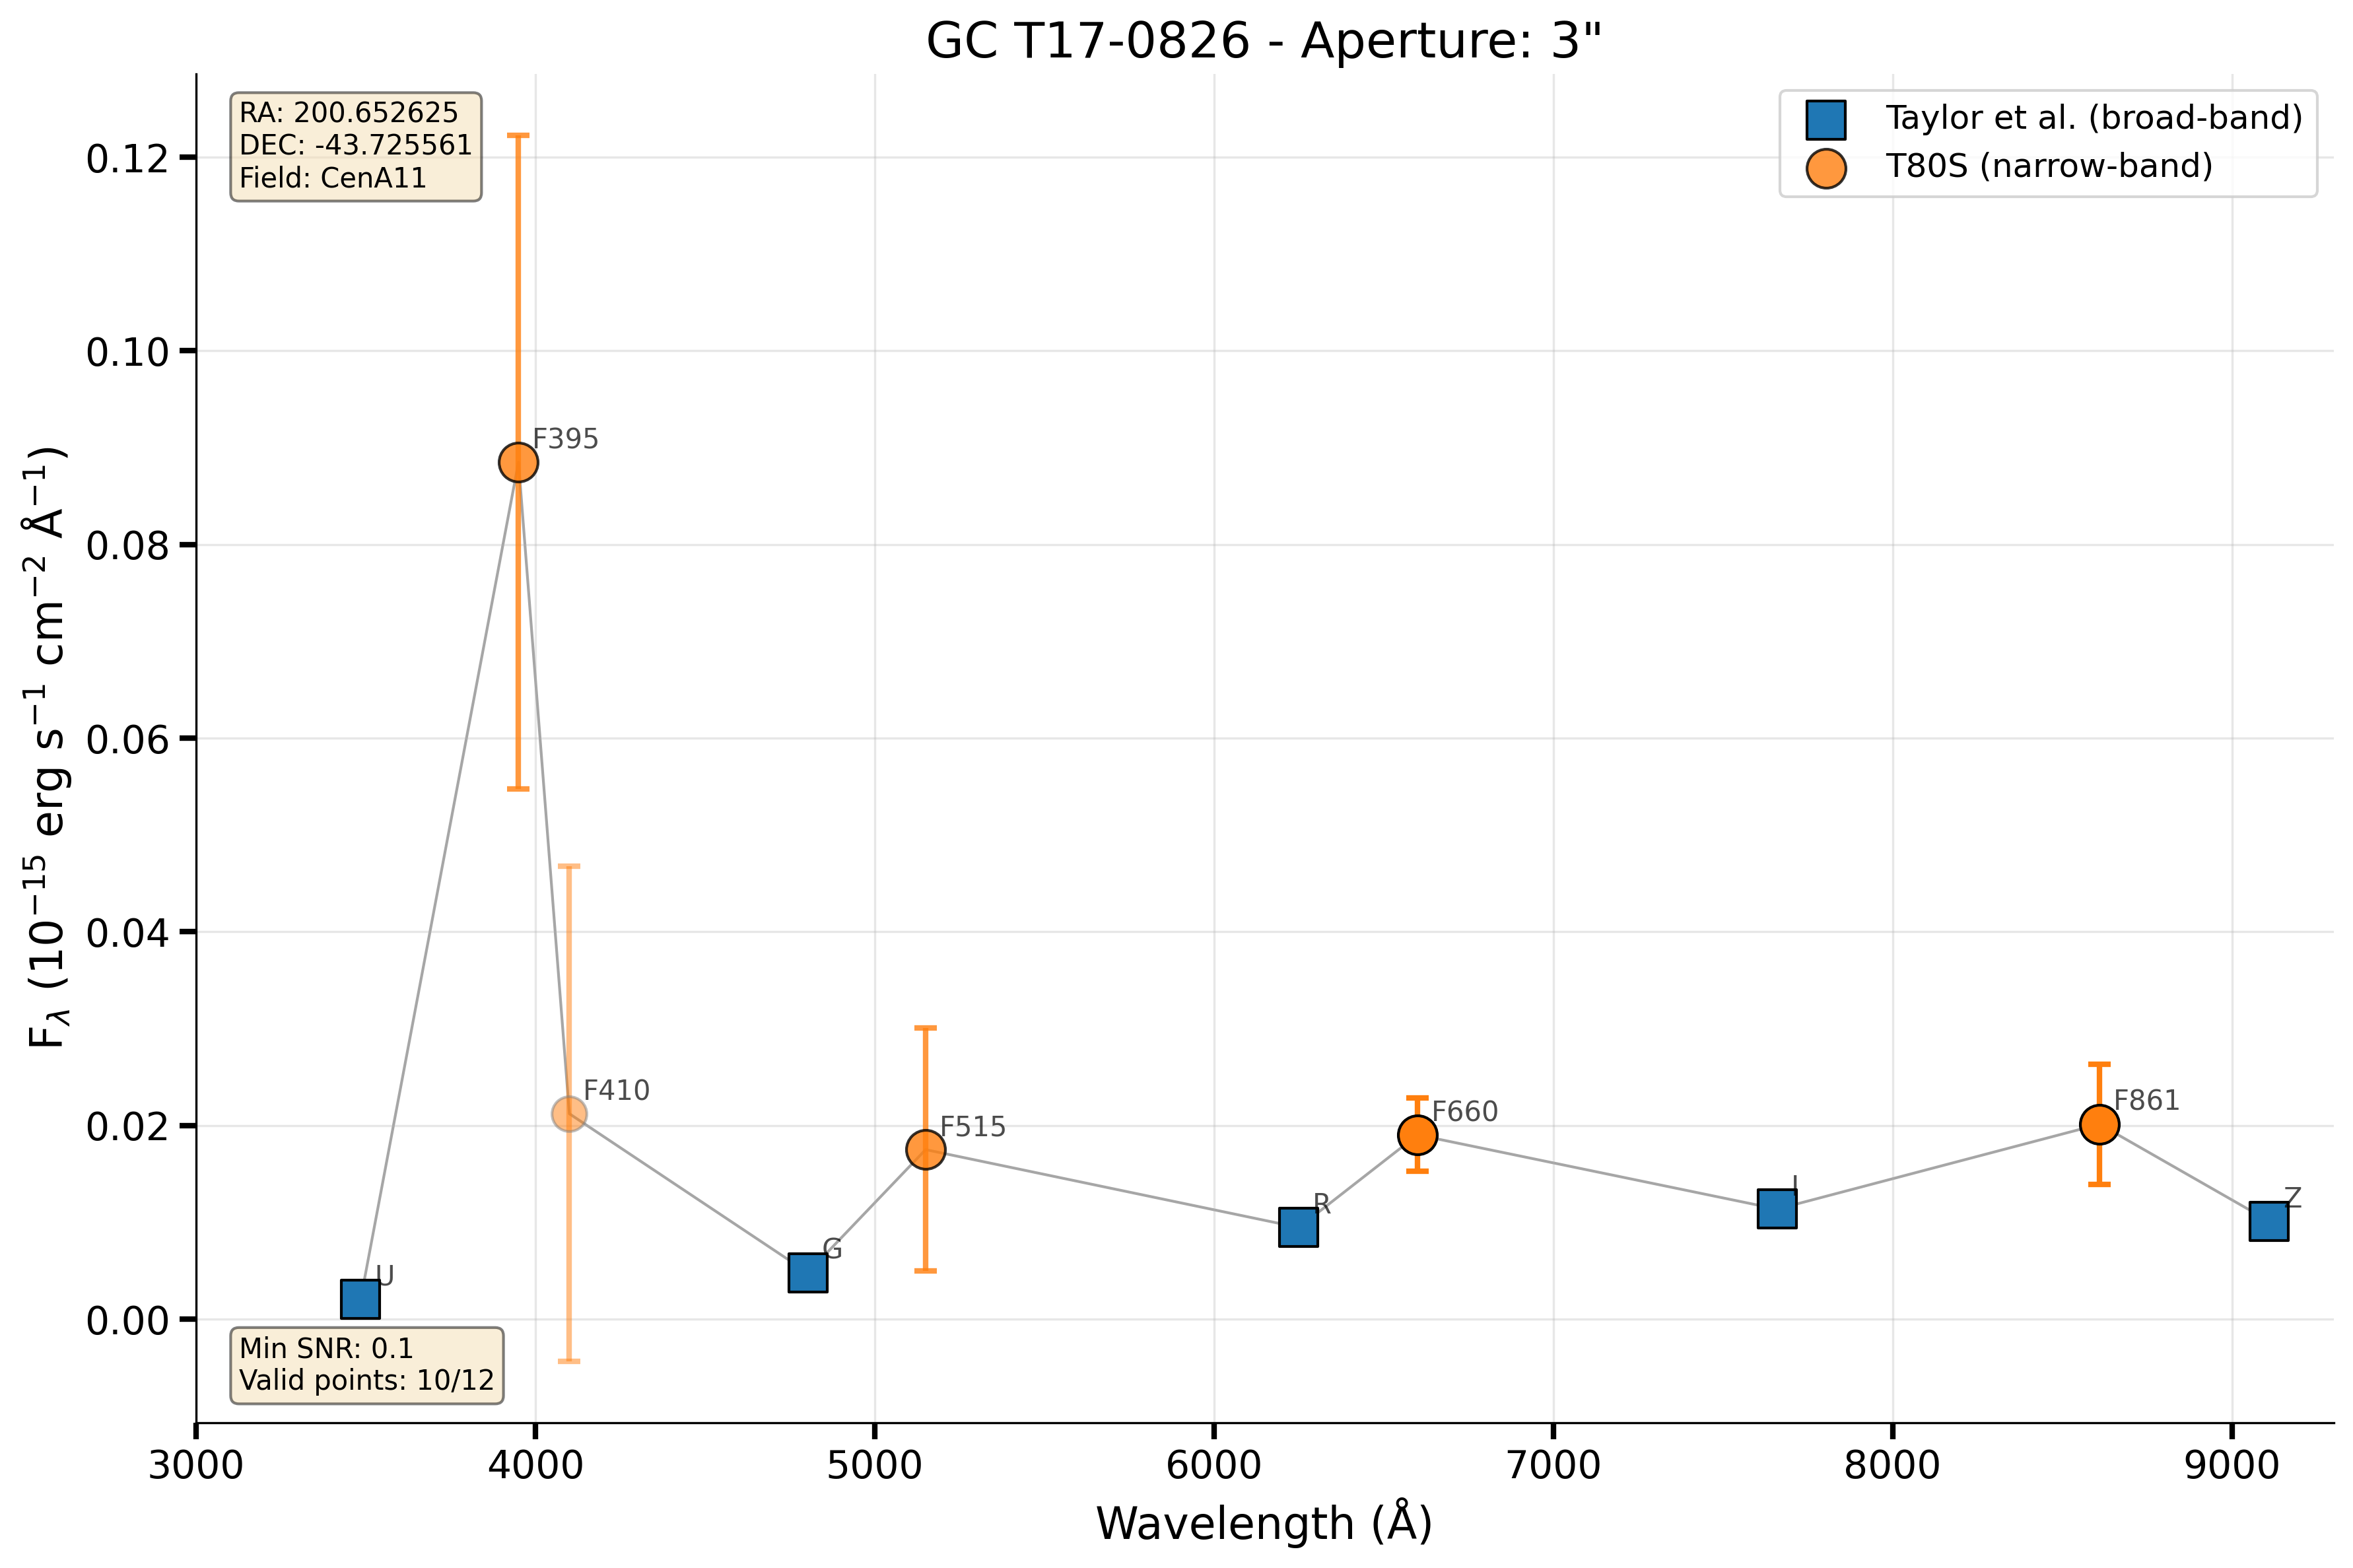 GC T17-0826 - Aperture: 3"
RA: 200.652625
DEC: -43.725561
Field: CenA11
Taylor et al. (broad-band)
T80S (narrow-band)
F_λ (10⁻¹⁵ erg s⁻¹ cm⁻² Å⁻¹)
0.12
0.10
0.08
0.06
0.04
0.02
0.00
F395
F410
F515
F660
F861
U
G
R
I
Z
Min SNR: 0.1
Valid points: 10/12
3000 4000 5000 6000 7000 8000 9000
Wavelength (Å)